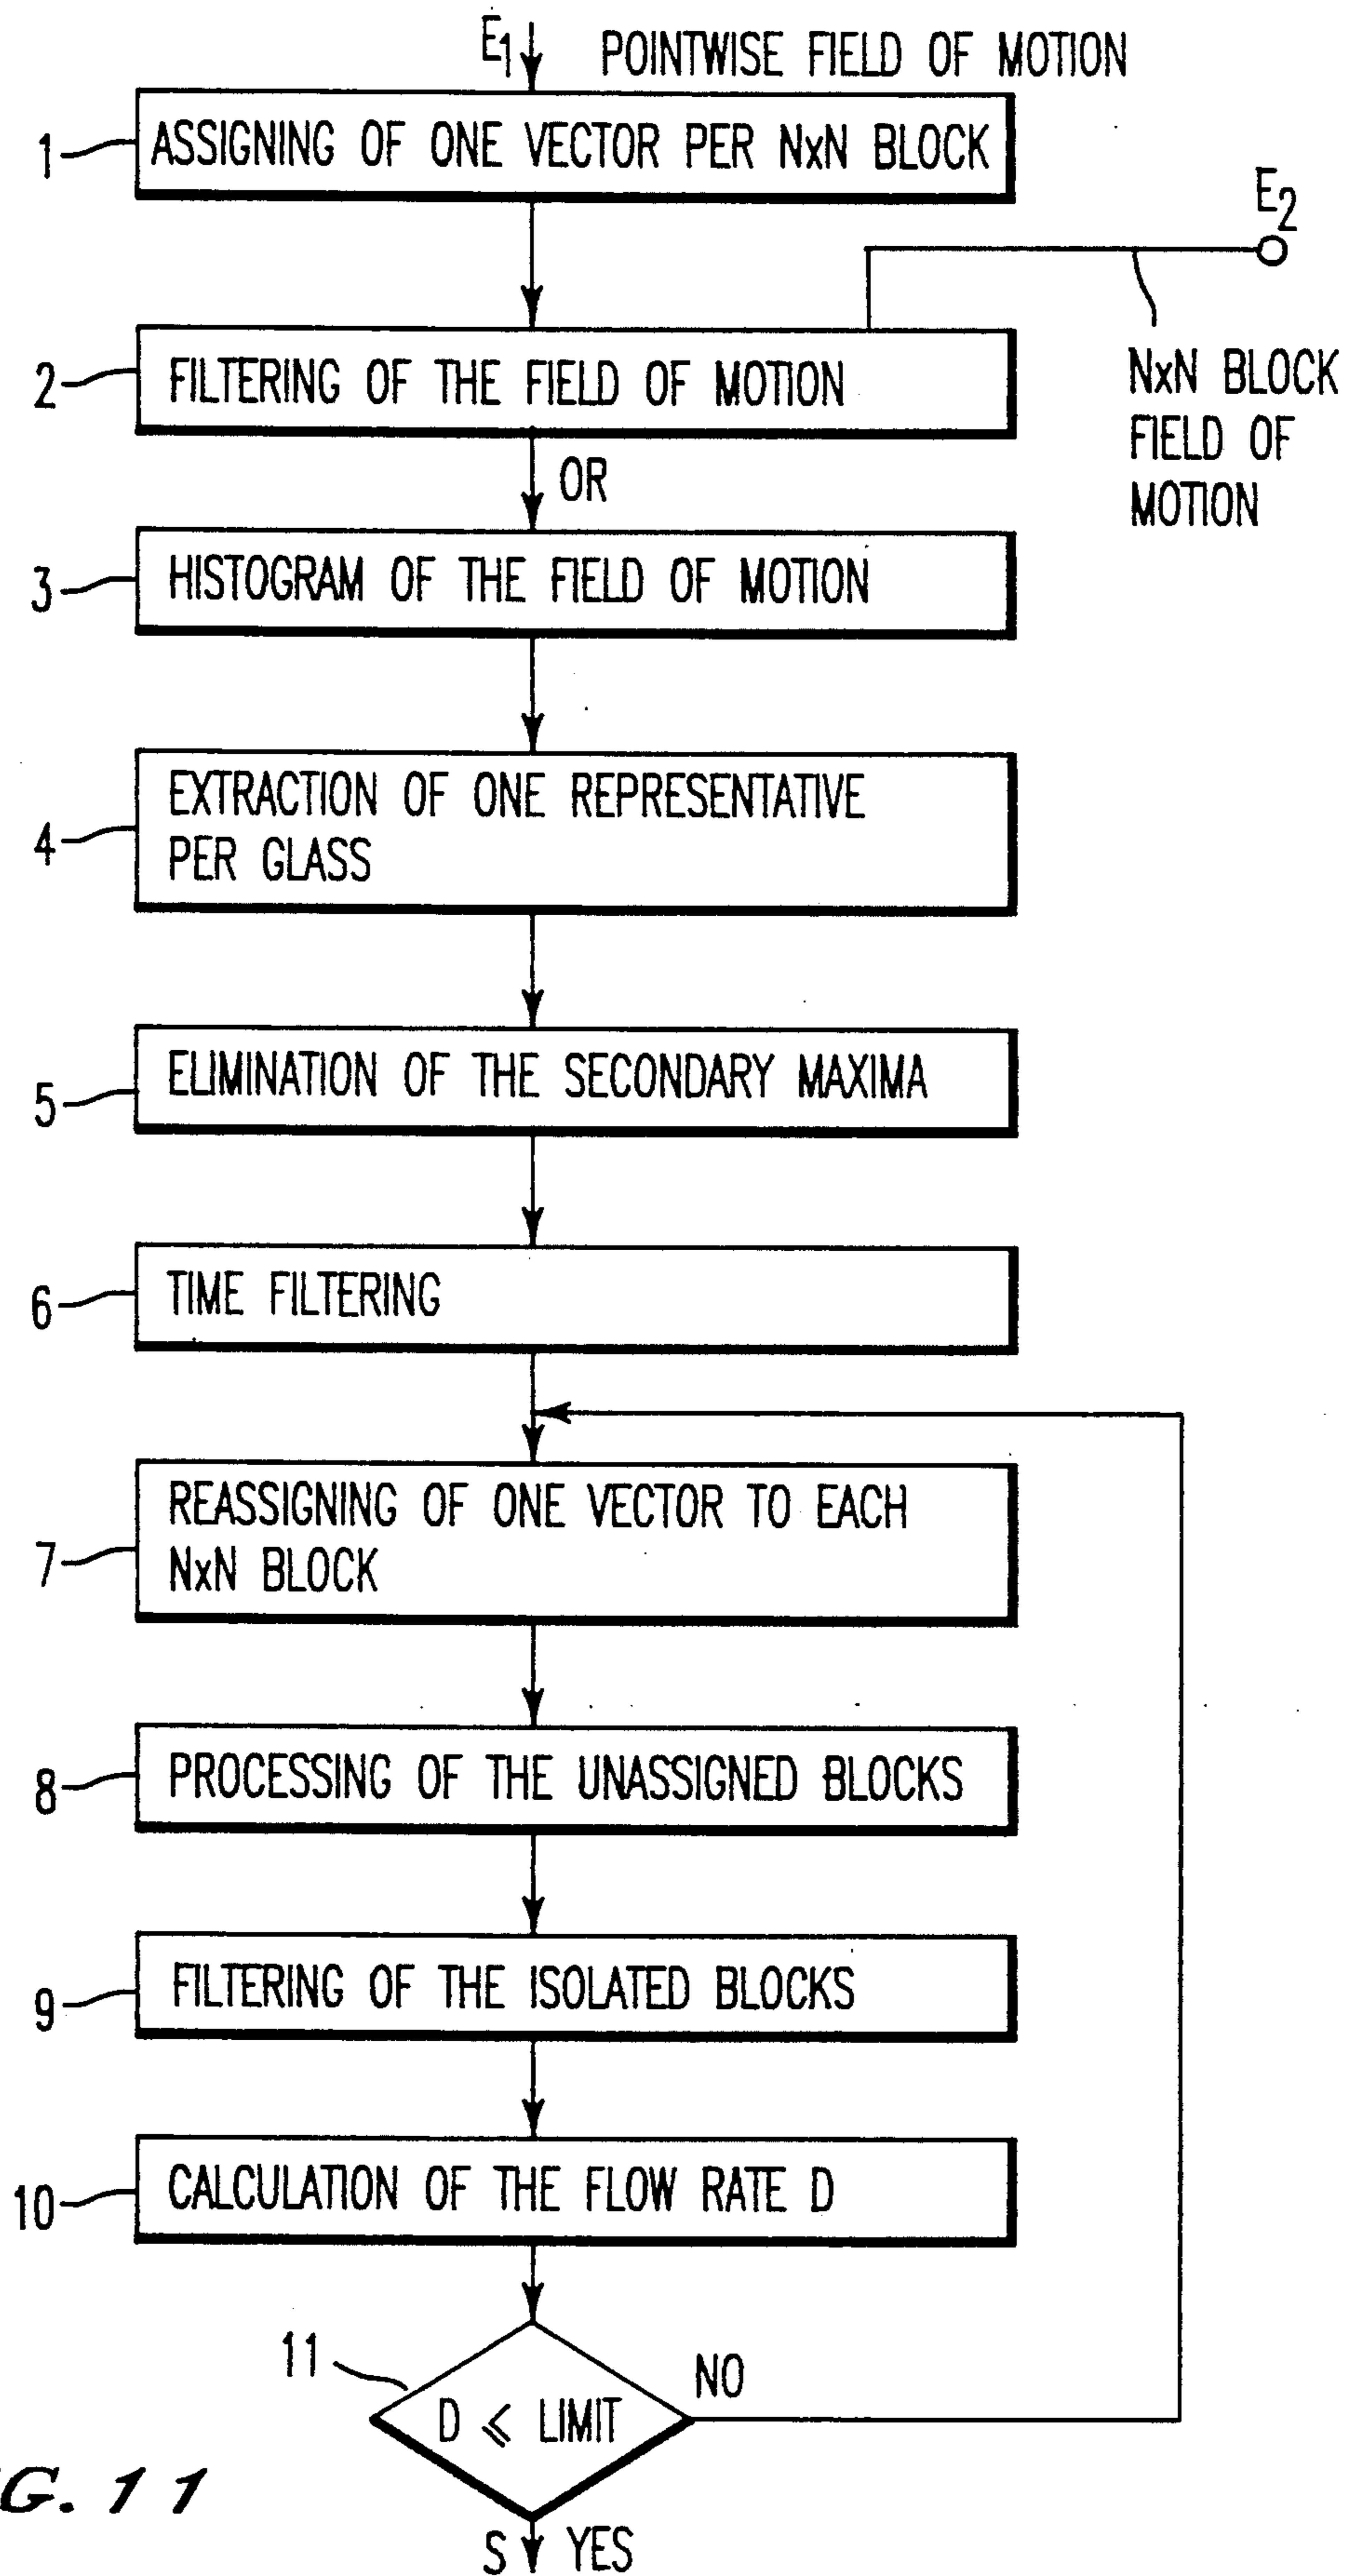 E1 POINTWISE FIELD OF MOTION
1 ASSIGNING OF ONE VECTOR PER NxN BLOCK
E2
2 FILTERING OF THE FIELD OF MOTION
NxN BLOCK
FIELD OF
MOTION
OR
3 HISTOGRAM OF THE FIELD OF MOTION
4 EXTRACTION OF ONE REPRESENTATIVE
PER GLASS
5 ELIMINATION OF THE SECONDARY MAXIMA
6 TIME FILTERING
7 REASSIGNING OF ONE VECTOR TO EACH
NxN BLOCK
8 PROCESSING OF THE UNASSIGNED BLOCKS
9 FILTERING OF THE ISOLATED BLOCKS
10 CALCULATION OF THE FLOW RATE D
11 D ⩽ LIMIT NO
G. 11
S YES